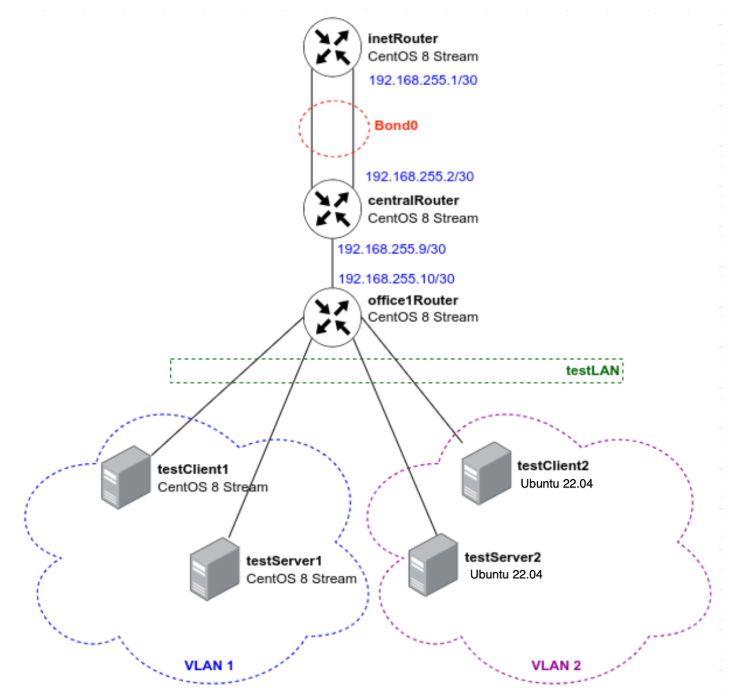 inetRouter
CentOS 8 Stream
192.168.255.1/30
Bond0
192.168.255.2/30
centralRouter
CentOS 8 Stream
192.168.255.9/30
192.168.255.10/30
office1Router
CentOS 8 Stream
testLAN
testClient1
CentOS 8 Stream
testClient2
Ubuntu 22.04
testServer1
CentOS 8 Stream
testServer2
Ubuntu 22.04
VLAN 1
VLAN 2